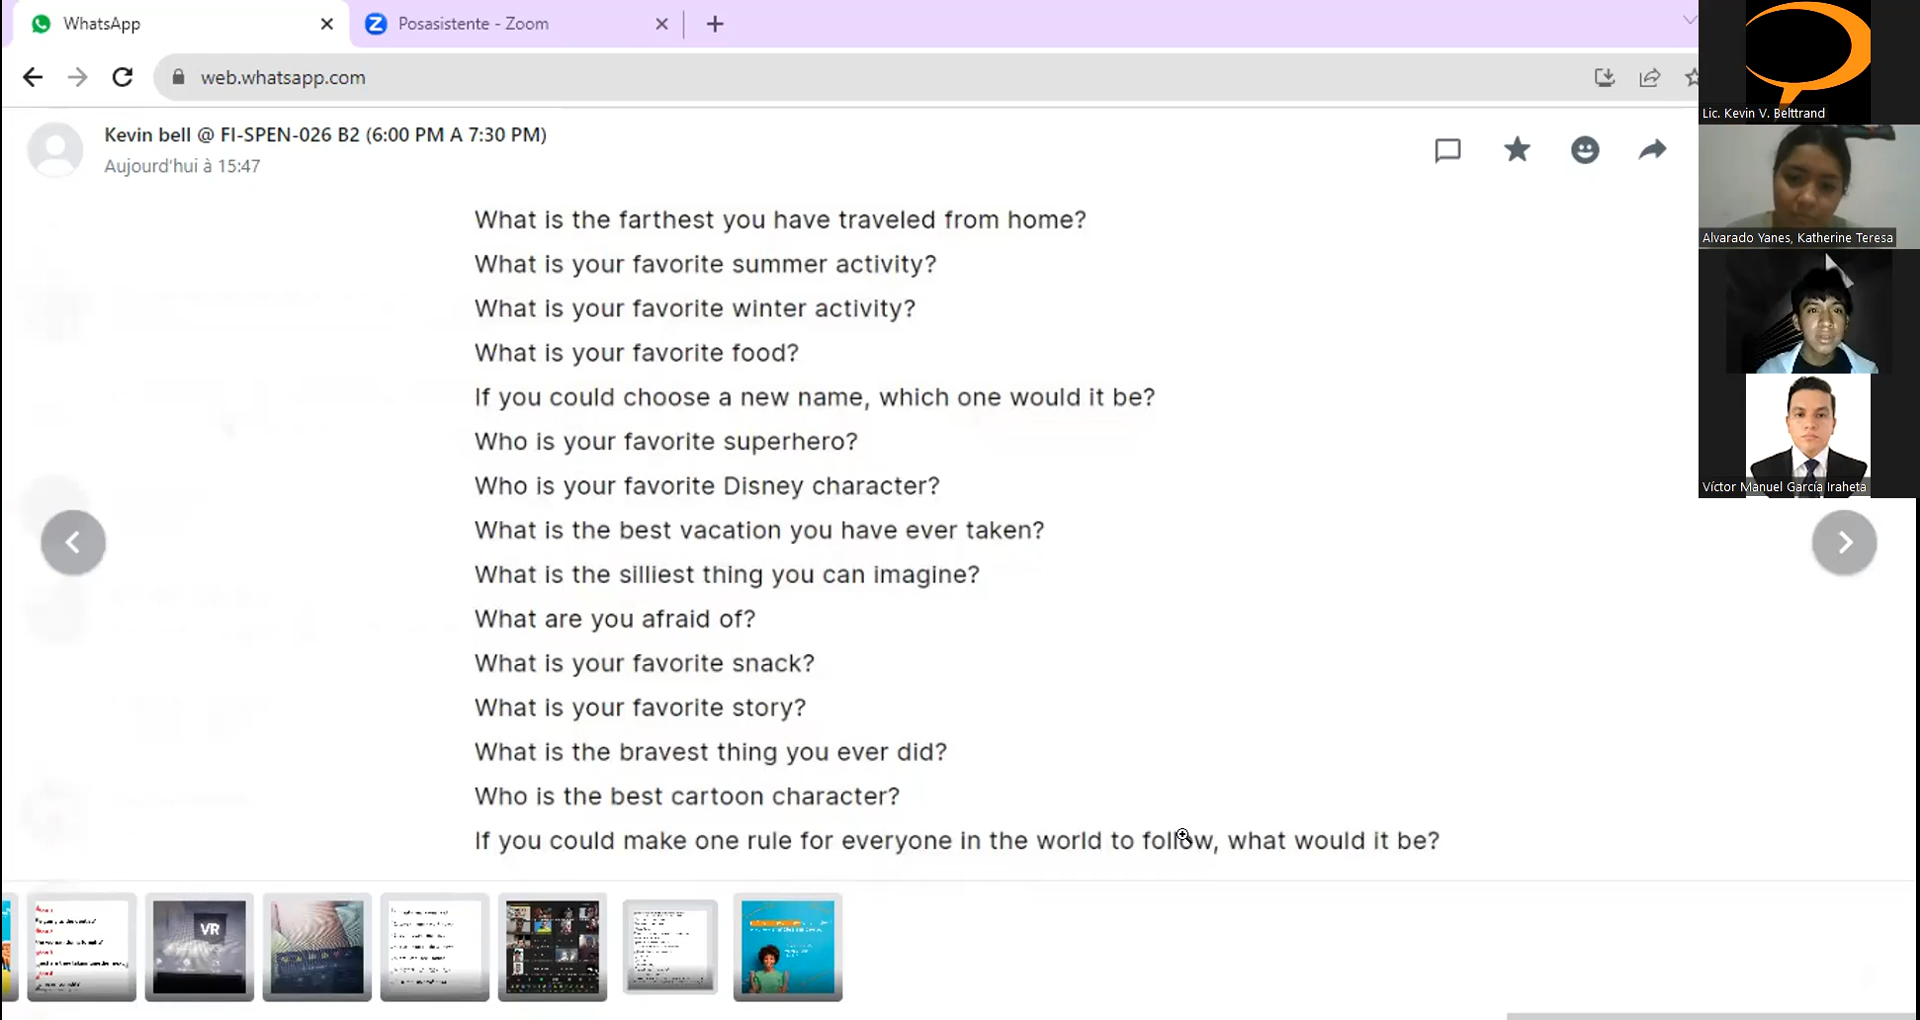 WhatsApp
Posasistente - Zoom
web.whatsapp.com
Kevin bell @ FI-SPEN-026 B2 (6:00 PM A 7:30 PM)
Aujourd'hui à 15:47
What is the farthest you have traveled from home?
What is your favorite summer activity?
What is your favorite winter activity?
What is your favorite food?
If you could choose a new name, which one would it be?
Who is your favorite superhero?
Who is your favorite Disney character?
What is the best vacation you have ever taken?
What is the silliest thing you can imagine?
What are you afraid of?
What is your favorite snack?
What is your favorite story?
What is the bravest thing you ever did?
Who is the best cartoon character?
If you could make one rule for everyone in the world to follow, what would it be?
Lic. Kevin V. Belttrand
Alvarado Yanes, Katherine Teresa
Víctor Manuel García Iraheta
VR